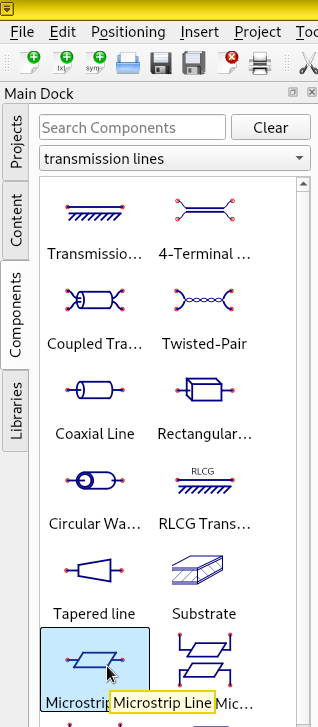 File Edit Positioning Insert Project Too
txt sym
Main Dock
Projects
Content
Components
Libraries
Search Components Clear
transmission lines
Transmissio... 4-Terminal ...
Coupled Tra... Twisted-Pair
Coaxial Line Rectangular...
RLCG
Circular Wa... RLCG Trans...
Tapered line Substrate
Microstrip Microstrip Line Mic...